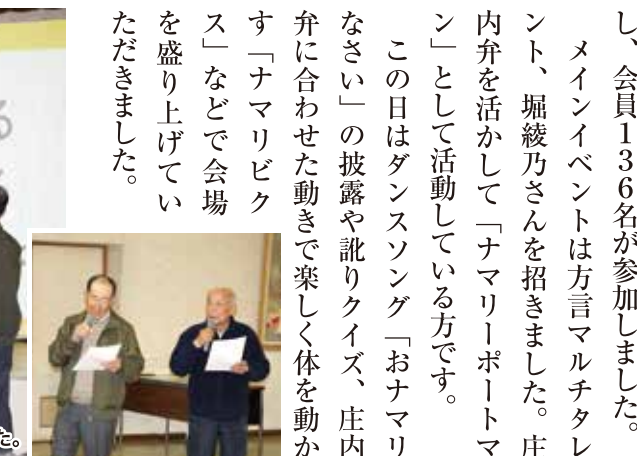 し、会員136名が参加しました。
メインイベントは方言マルチタレ
ント、堀綾乃さんを招きました。庄
内弁を活かして「ナマリーポートマ
ン」として活動している方です。
この日はダンスソング「おナマリ
なさい」の披露や訛りクイズ、庄内
弁に合わせた動きで楽しく体を動か
す「ナマリビク
ス」などで会場
を盛り上げてい
ただきました。
た。